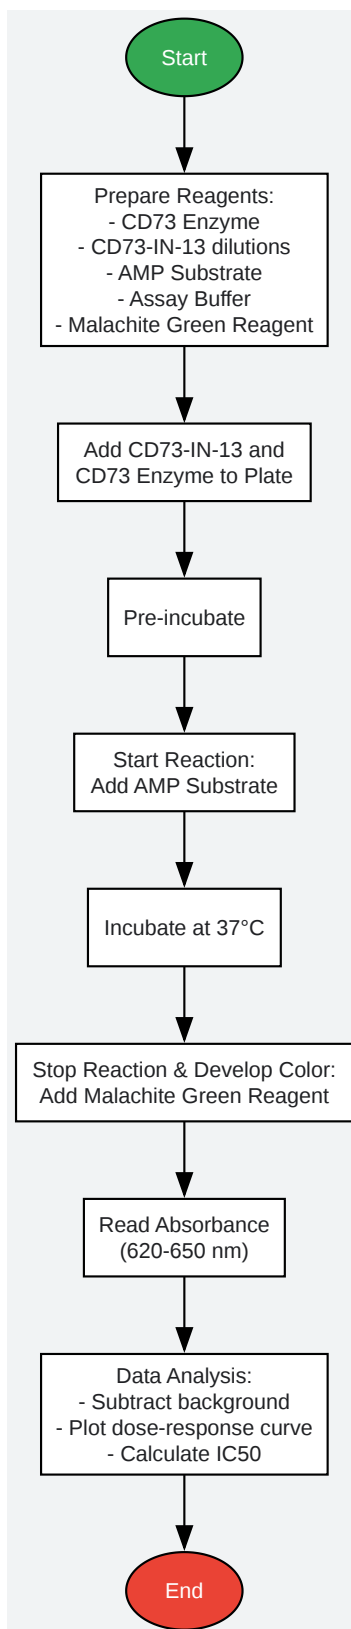 Start
Prepare Reagents:
- CD73 Enzyme
- CD73-IN-13 dilutions
- AMP Substrate
- Assay Buffer
- Malachite Green Reagent
Add CD73-IN-13 and
CD73 Enzyme to Plate
Pre-incubate
Start Reaction:
Add AMP Substrate
Incubate at 37°C
Stop Reaction & Develop Color:
Add Malachite Green Reagent
Read Absorbance
(620-650 nm)
Data Analysis:
- Subtract background
- Plot dose-response curve
- Calculate IC50
End